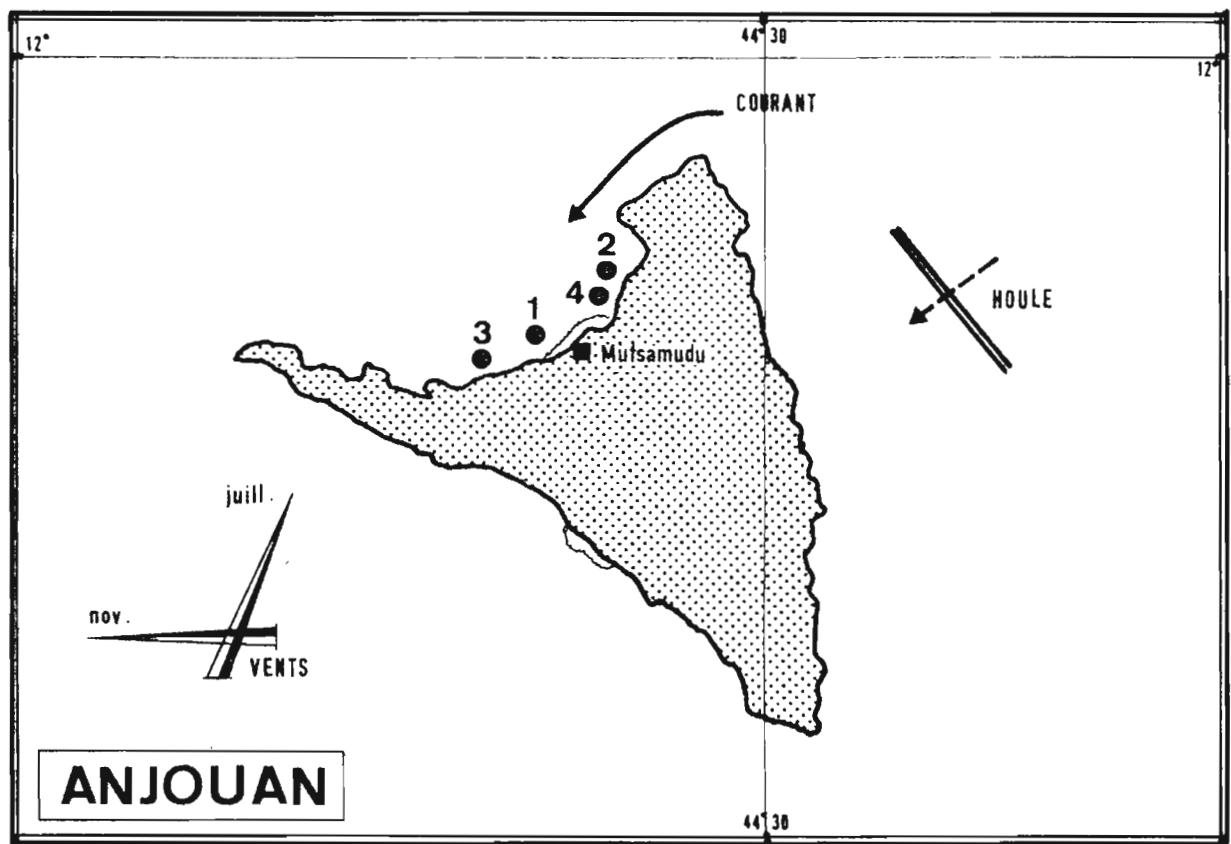 44° 30
12°
12°
COURANT
2
4
1
3
HOULE
Mutsamudu
juill.
nov.
VENTS
ANJOUAN
44° 30